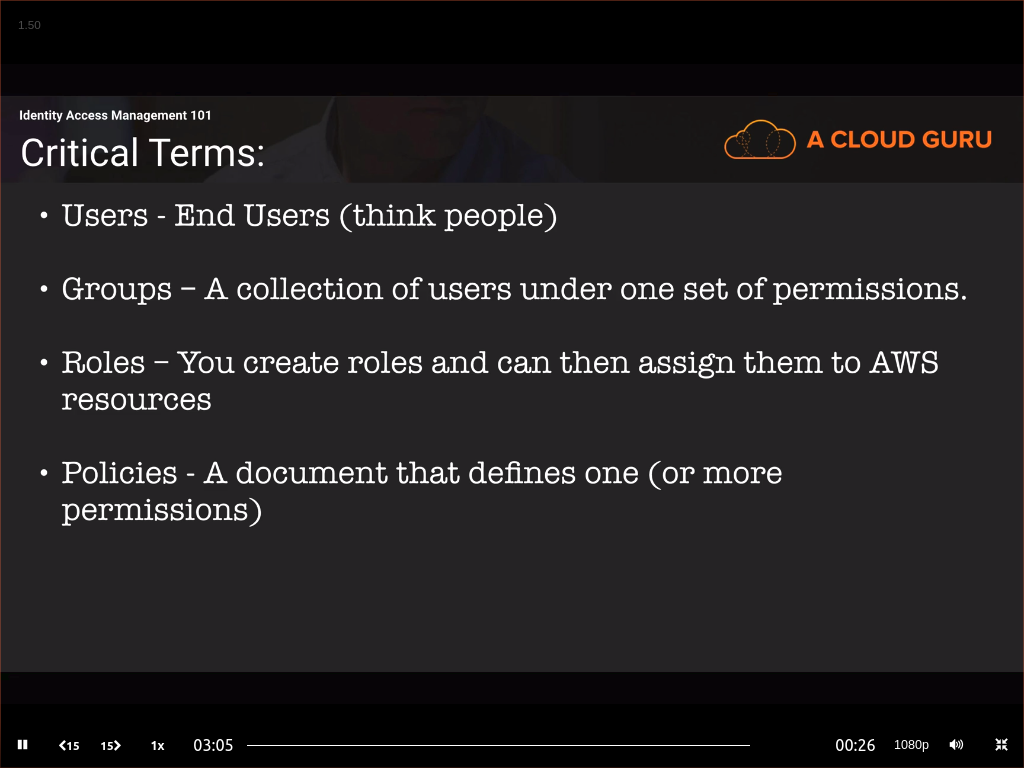 1.50
Identity Access Management 101
Critical Terms:
A CLOUD GURU
• Users - End Users (think people)
• Groups – A collection of users under one set of permissions.
• Roles – You create roles and can then assign them to AWS
resources
• Policies - A document that defines one (or more
permissions)
15 15 1x 03:05 00:26 1080p